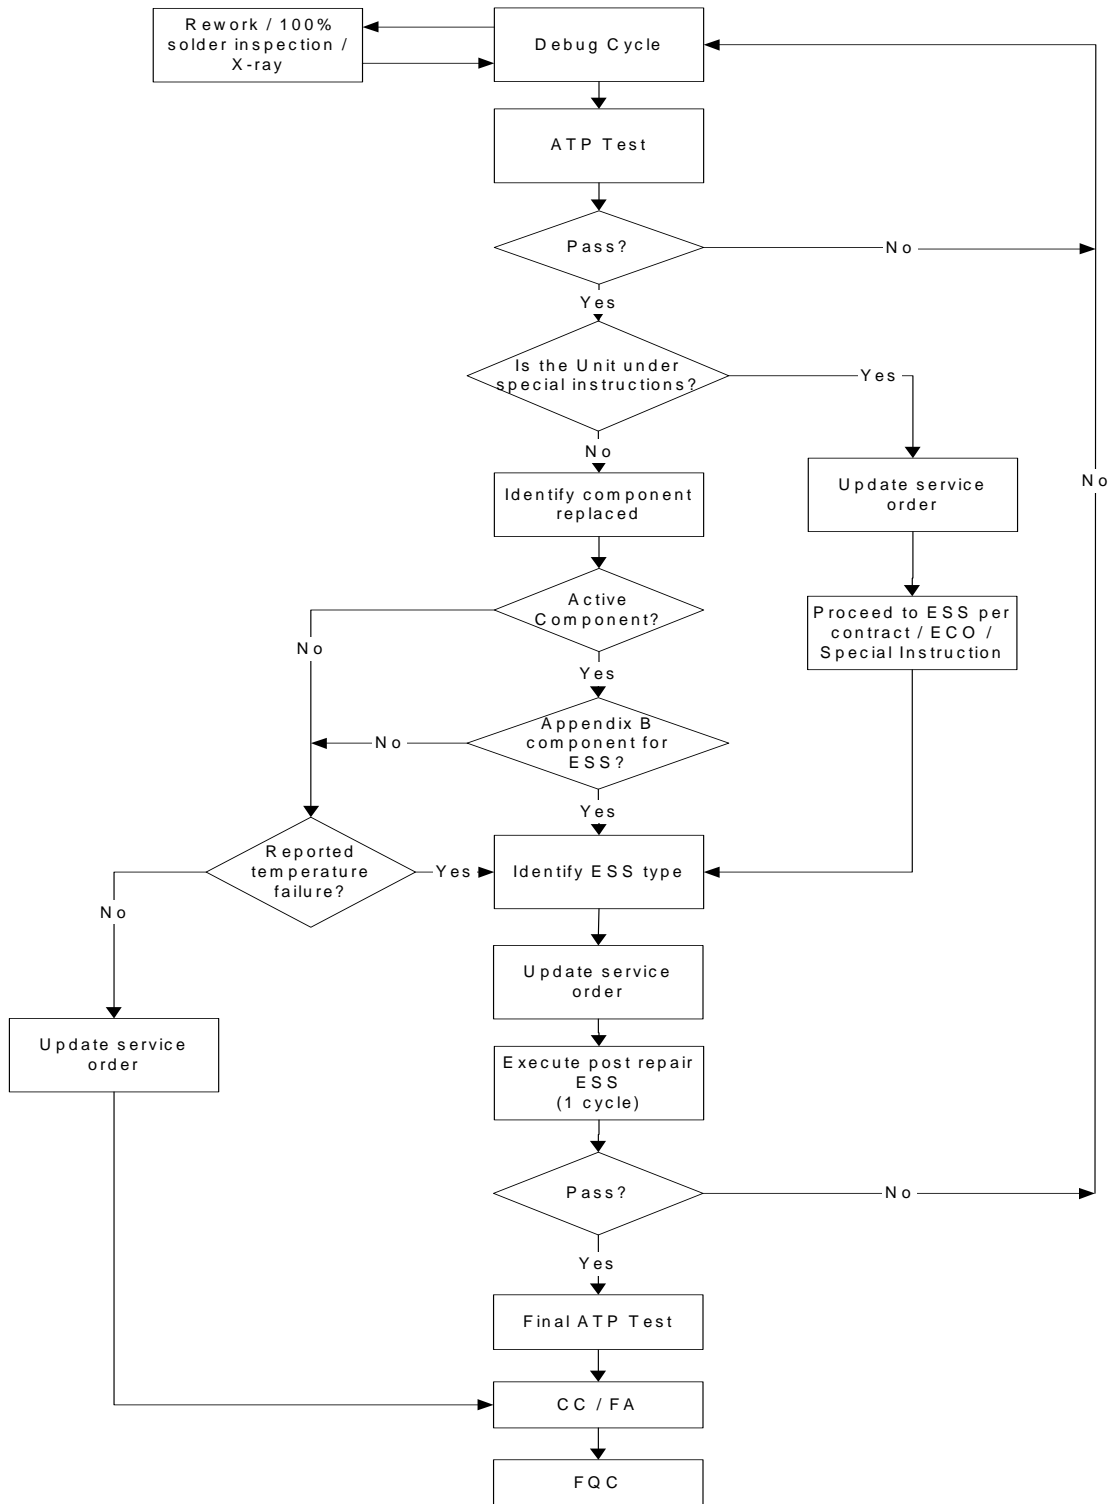 Rework / 100%
solder inspection /
X-ray
Debug Cycle
ATP Test
Pass?
No
Yes
Is the Unit under
special instructions?
Yes
No
Update service
order
No
Identify component
replaced
Proceed to ESS per
contract / ECO /
Special Instruction
Active
Component?
No
Yes
Appendix B
component for
ESS?
No
Yes
Reported
temperature
failure?
Yes
Identify ESS type
No
Update service
order
Update service
order
Execute post repair
ESS
(1 cycle)
Pass?
No
Yes
Final ATP Test
CC / FA
FQC